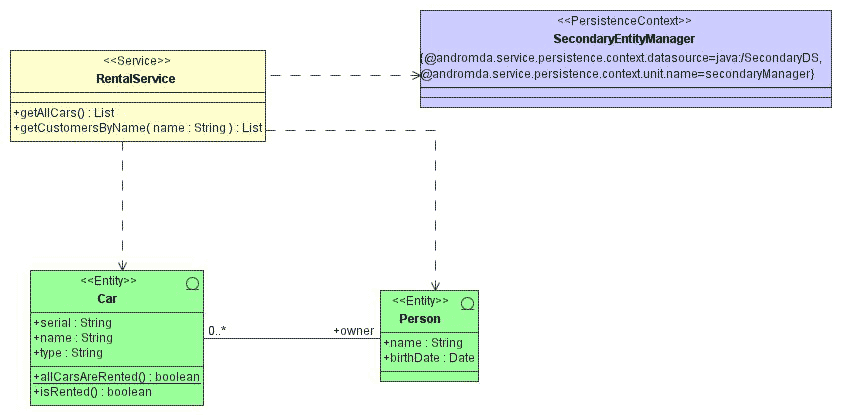 <<PersistenceContext>>
SecondaryEntityManager
{@andromda.service.persistence.context.datasource=java:/SecondaryDS,
@andromda.service.persistence.context.unit.name=secondaryManager}
<<Service>>
RentalService
+getAllCars() : List
+getCustomersByName( name : String ) : List
<<Entity>>
Car
+serial : String
+name : String
+type : String
+allCarsAreRented() : boolean
+isRented() : boolean
0..*
+owner
<<Entity>>
Person
+name : String
+birthDate : Date